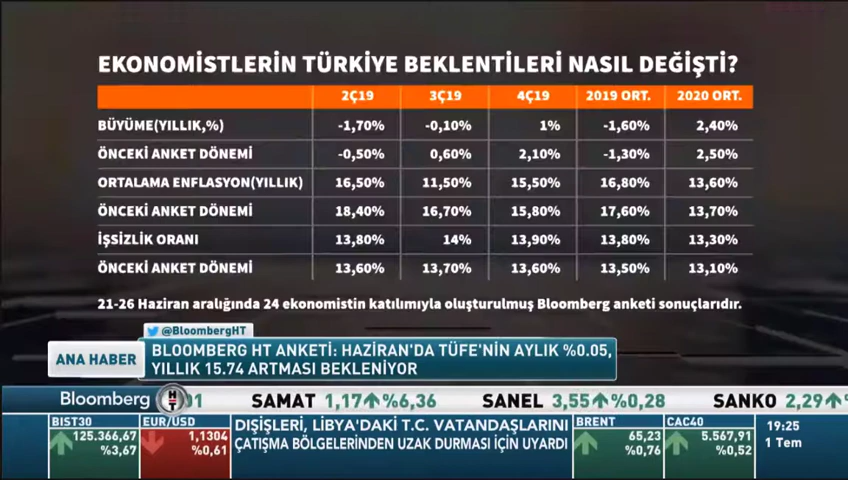 EKONOMİSTLERİN TÜRKİYE BEKLENTİLERİ NASIL DEĞİŞTİ?
2Ç19 3Ç19 4Ç19 2019 ORT. 2020 ORT.
BÜYÜME(YILLIK,%) -1,70% -0,10% 1% -1,60% 2,40%
ÖNCEKİ ANKET DÖNEMİ -0,50% 0,60% 2,10% -1,30% 2,50%
ORTALAMA ENFLASYON(YILLIK) 16,50% 11,50% 15,50% 16,80% 13,60%
ÖNCEKİ ANKET DÖNEMİ 18,40% 16,70% 15,80% 17,60% 13,70%
İŞSİZLİK ORANI 13,80% 14% 13,90% 13,80% 13,30%
ÖNCEKİ ANKET DÖNEMİ 13,60% 13,70% 13,60% 13,50% 13,10%
21-26 Haziran aralığında 24 ekonomistin katılımıyla oluşturulmuş Bloomberg anketi sonuçlarıdır.
@BloombergHT
ANA HABER
BLOOMBERG HT ANKETİ: HAZİRAN'DA TÜFE'NİN AYLIK %0.05,
YILLIK 15.74 ARTMASI BEKLENİYOR
Bloomberg HT 01 SAMAT 1,17 %6,36 SANEL 3,55 %0,28 SANKO 2,29
BIST30 125.366,67 %3,67
EUR/USD 1,1304 %0,61
DIŞİŞLERİ, LİBYA'DAKİ T.C. VATANDAŞLARINI
ÇATIŞMA BÖLGELERİNDEN UZAK DURMASI İÇİN UYARDI
BRENT 65,23 %0,76
CAC40 5.567,91 %0,52
19:25
1 Tem